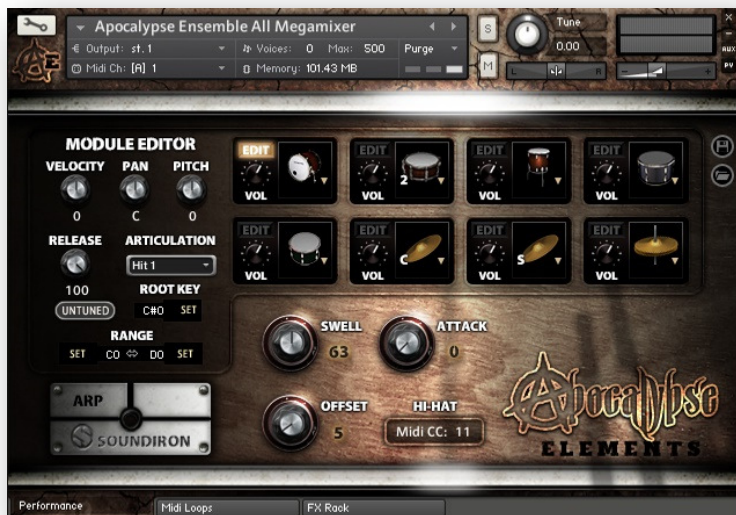 Apocalypse Ensemble All Megamixer
Output: st.1 Voices: 0 Max: 500 Purge
Midi Ch: [A] 1 Memory: 101.43 MB
S
M
Tune
0.00
L R
- +
×
-
AUX
PV
AE
MODULE EDITOR
VELOCITY PAN PITCH
0 C 0
RELEASE ARTICULATION
Hit 1
100 ROOT KEY
UNTUNED C#0 SET
RANGE
SET C0 ⇔ D0 SET
EDIT EDIT EDIT EDIT
2
VOL VOL VOL VOL
EDIT EDIT EDIT EDIT
C S
VOL VOL VOL VOL
SWELL ATTACK
63 0
OFFSET HI-HAT
5 Midi CC: 11
ARP
S SOUNDIRON
Apocalypse
ELEMENTS
Performance Midi Loops FX Rack